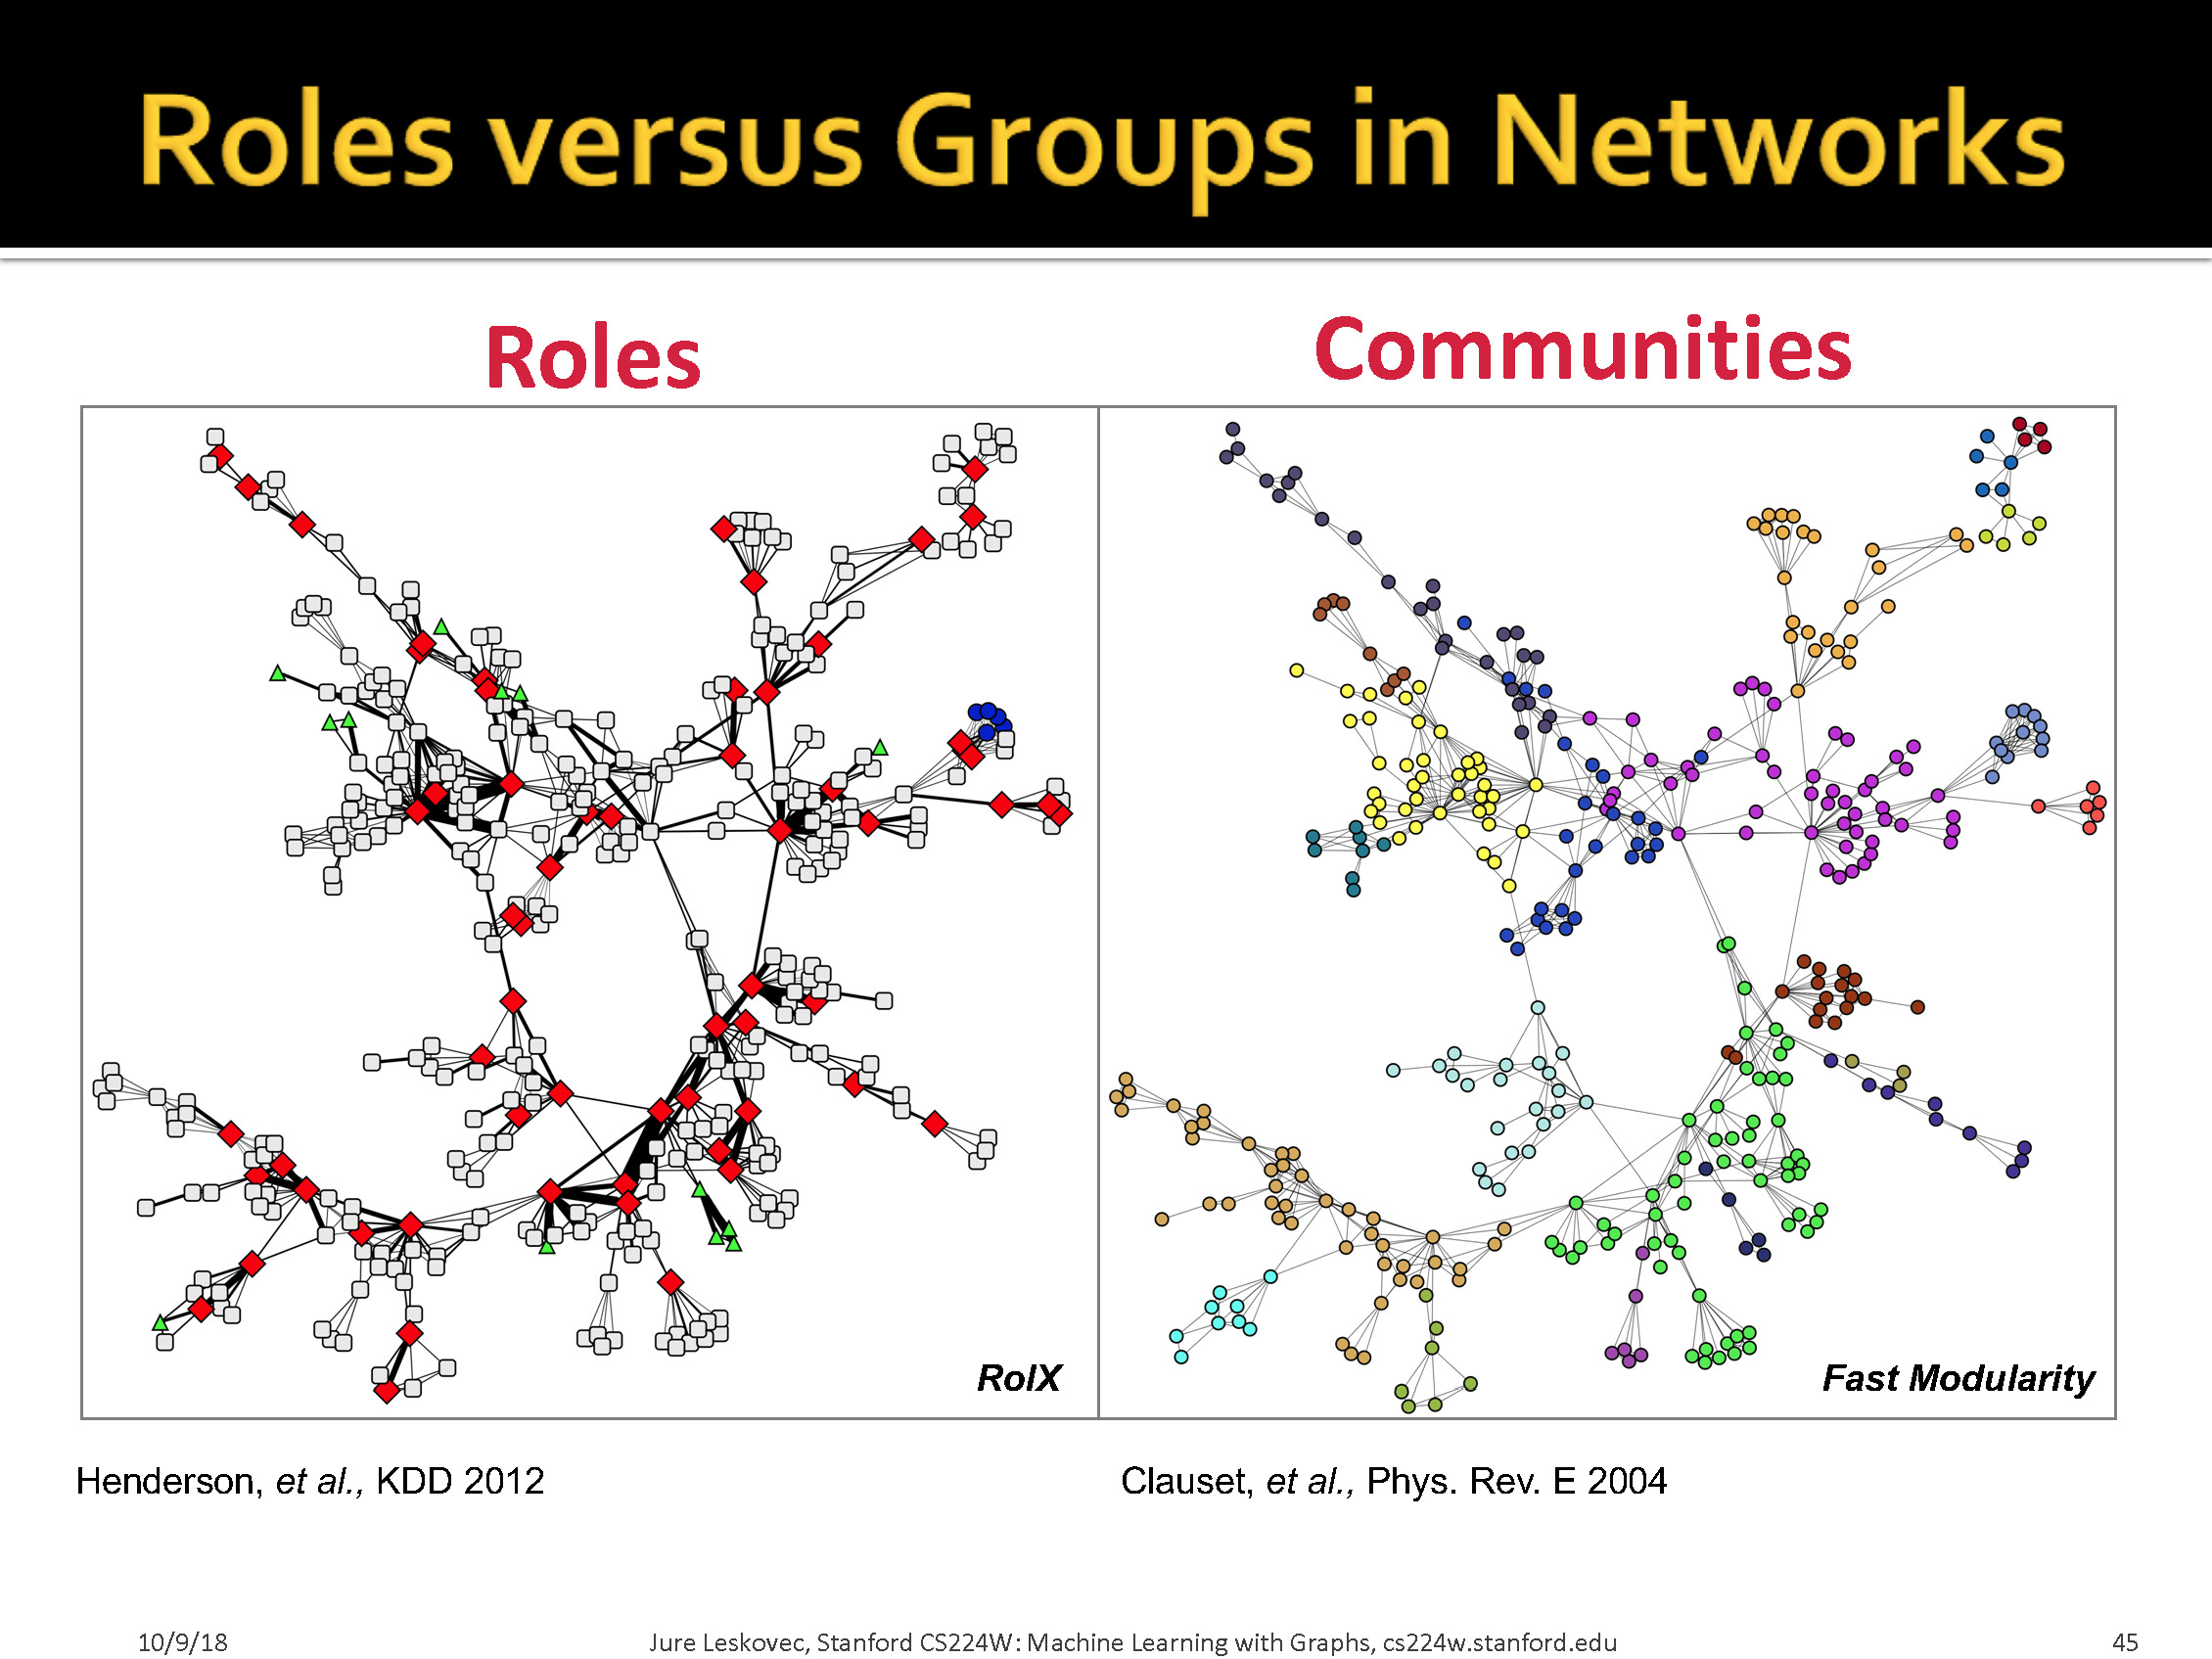 Roles versus Groups in Networks
Roles
Communities
RolX
Fast Modularity
Henderson, et al., KDD 2012
Clauset, et al., Phys. Rev. E 2004
10/9/18
Jure Leskovec, Stanford CS224W: Machine Learning with Graphs, cs224w.stanford.edu
45